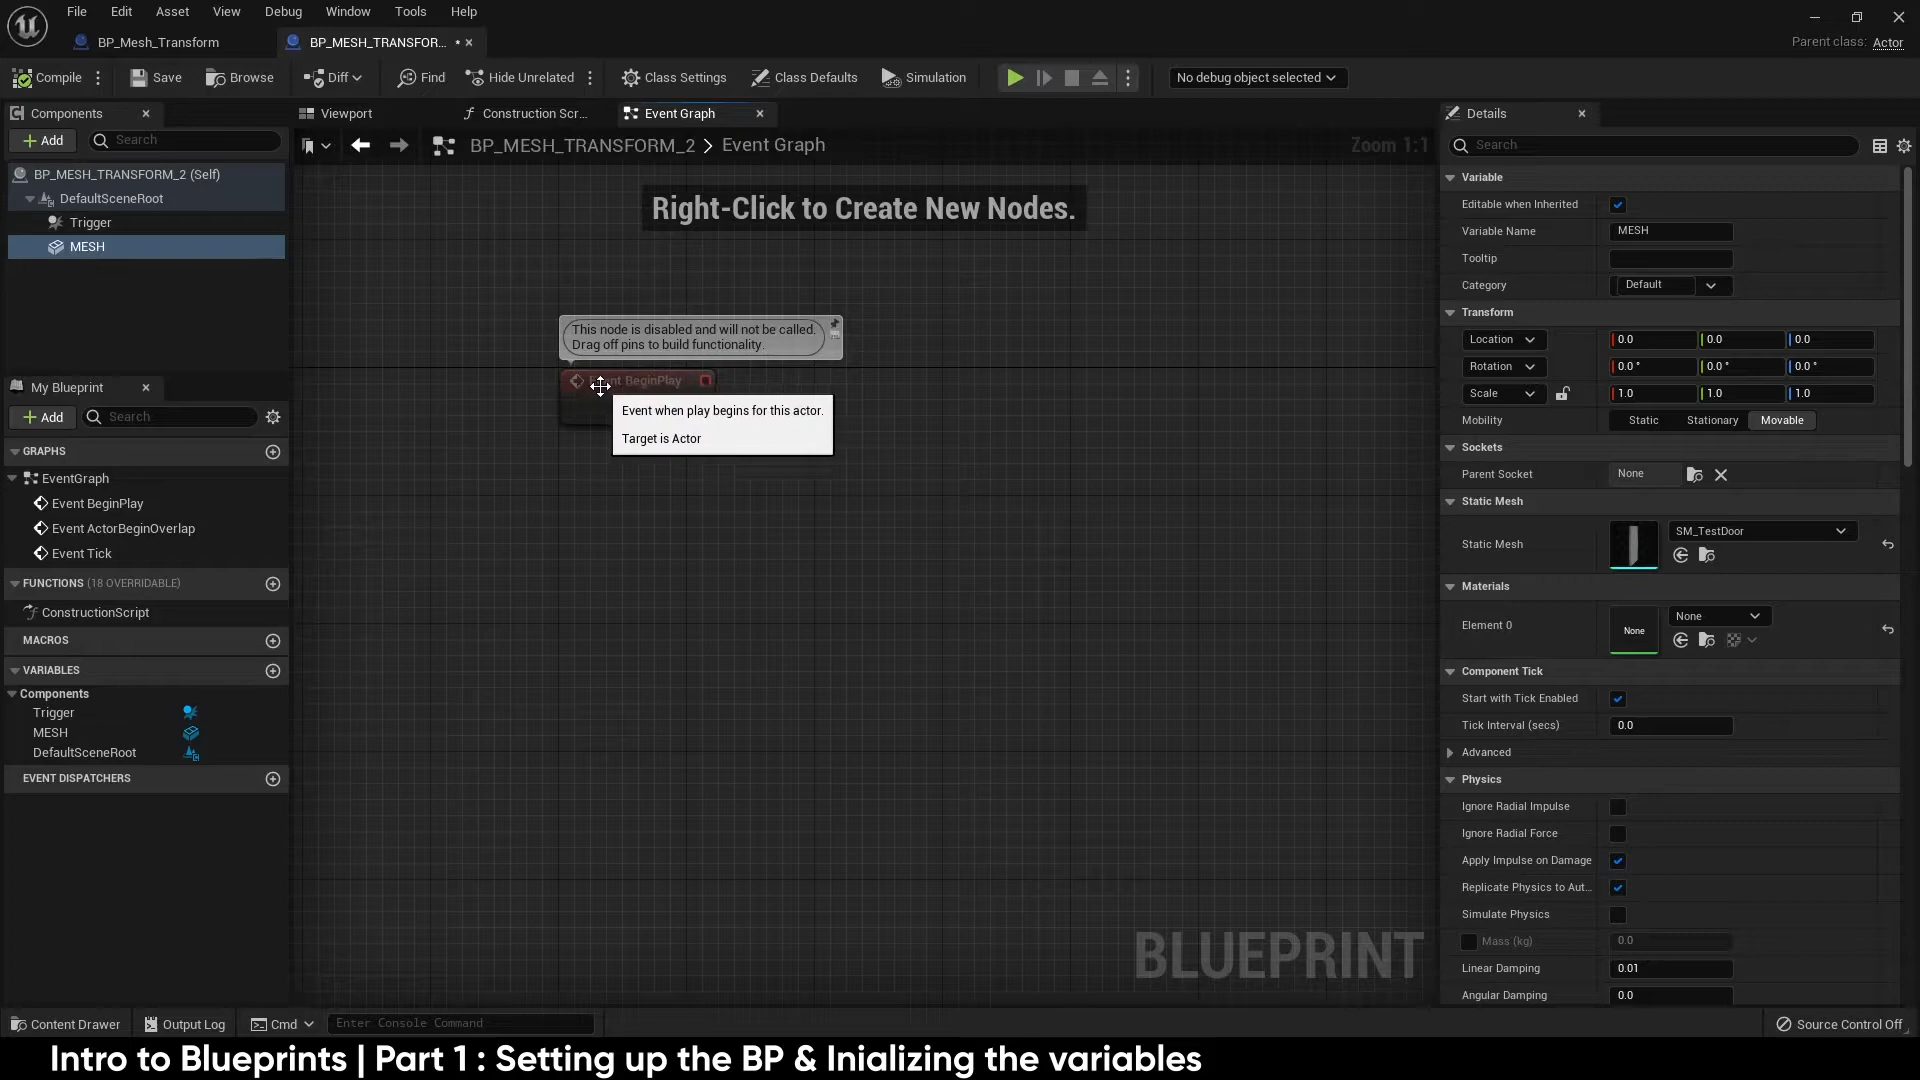 File Edit Asset View Debug Window Tools Help
BP_Mesh_Transform
BP_MESH_TRANSFOR... *
Parent class: Actor
Compile
Save
Browse
Diff
Find
Hide Unrelated
Class Settings
Class Defaults
Simulation
No debug object selected
Components
Add
Search
BP_MESH_TRANSFORM_2 (Self)
DefaultSceneRoot
Trigger
MESH
My Blueprint
Add
Search
GRAPHS
EventGraph
Event BeginPlay
Event ActorBeginOverlap
Event Tick
FUNCTIONS (18 OVERRIDABLE)
ConstructionScript
MACROS
VARIABLES
Components
Trigger
MESH
DefaultSceneRoot
EVENT DISPATCHERS
Viewport
Construction Scr...
Event Graph
BP_MESH_TRANSFORM_2 > Event Graph
Zoom 1:1
Right-Click to Create New Nodes.
This node is disabled and will not be called.
Drag off pins to build functionality.
BeginPlay
Event when play begins for this actor.
Target is Actor
BLUEPRINT
Details
Search
Variable
Editable when Inherited
Variable Name MESH
Tooltip
Category Default
Transform
Location 0.0 0.0 0.0
Rotation 0.0 ° 0.0 ° 0.0 °
Scale 1.0 1.0 1.0
Mobility Static Stationary Movable
Sockets
Parent Socket None
Static Mesh
Static Mesh SM_TestDoor
Materials
Element 0 None None
Component Tick
Start with Tick Enabled
Tick Interval (secs) 0.0
Advanced
Physics
Ignore Radial Impulse
Ignore Radial Force
Apply Impulse on Damage
Replicate Physics to Aut...
Simulate Physics
Mass (kg) 0.0
Linear Damping 0.01
Angular Damping 0.0
Content Drawer
Output Log
Cmd
Enter Console Command
Source Control Off
Intro to Blueprints | Part 1 : Setting up the BP & Inializing the variables